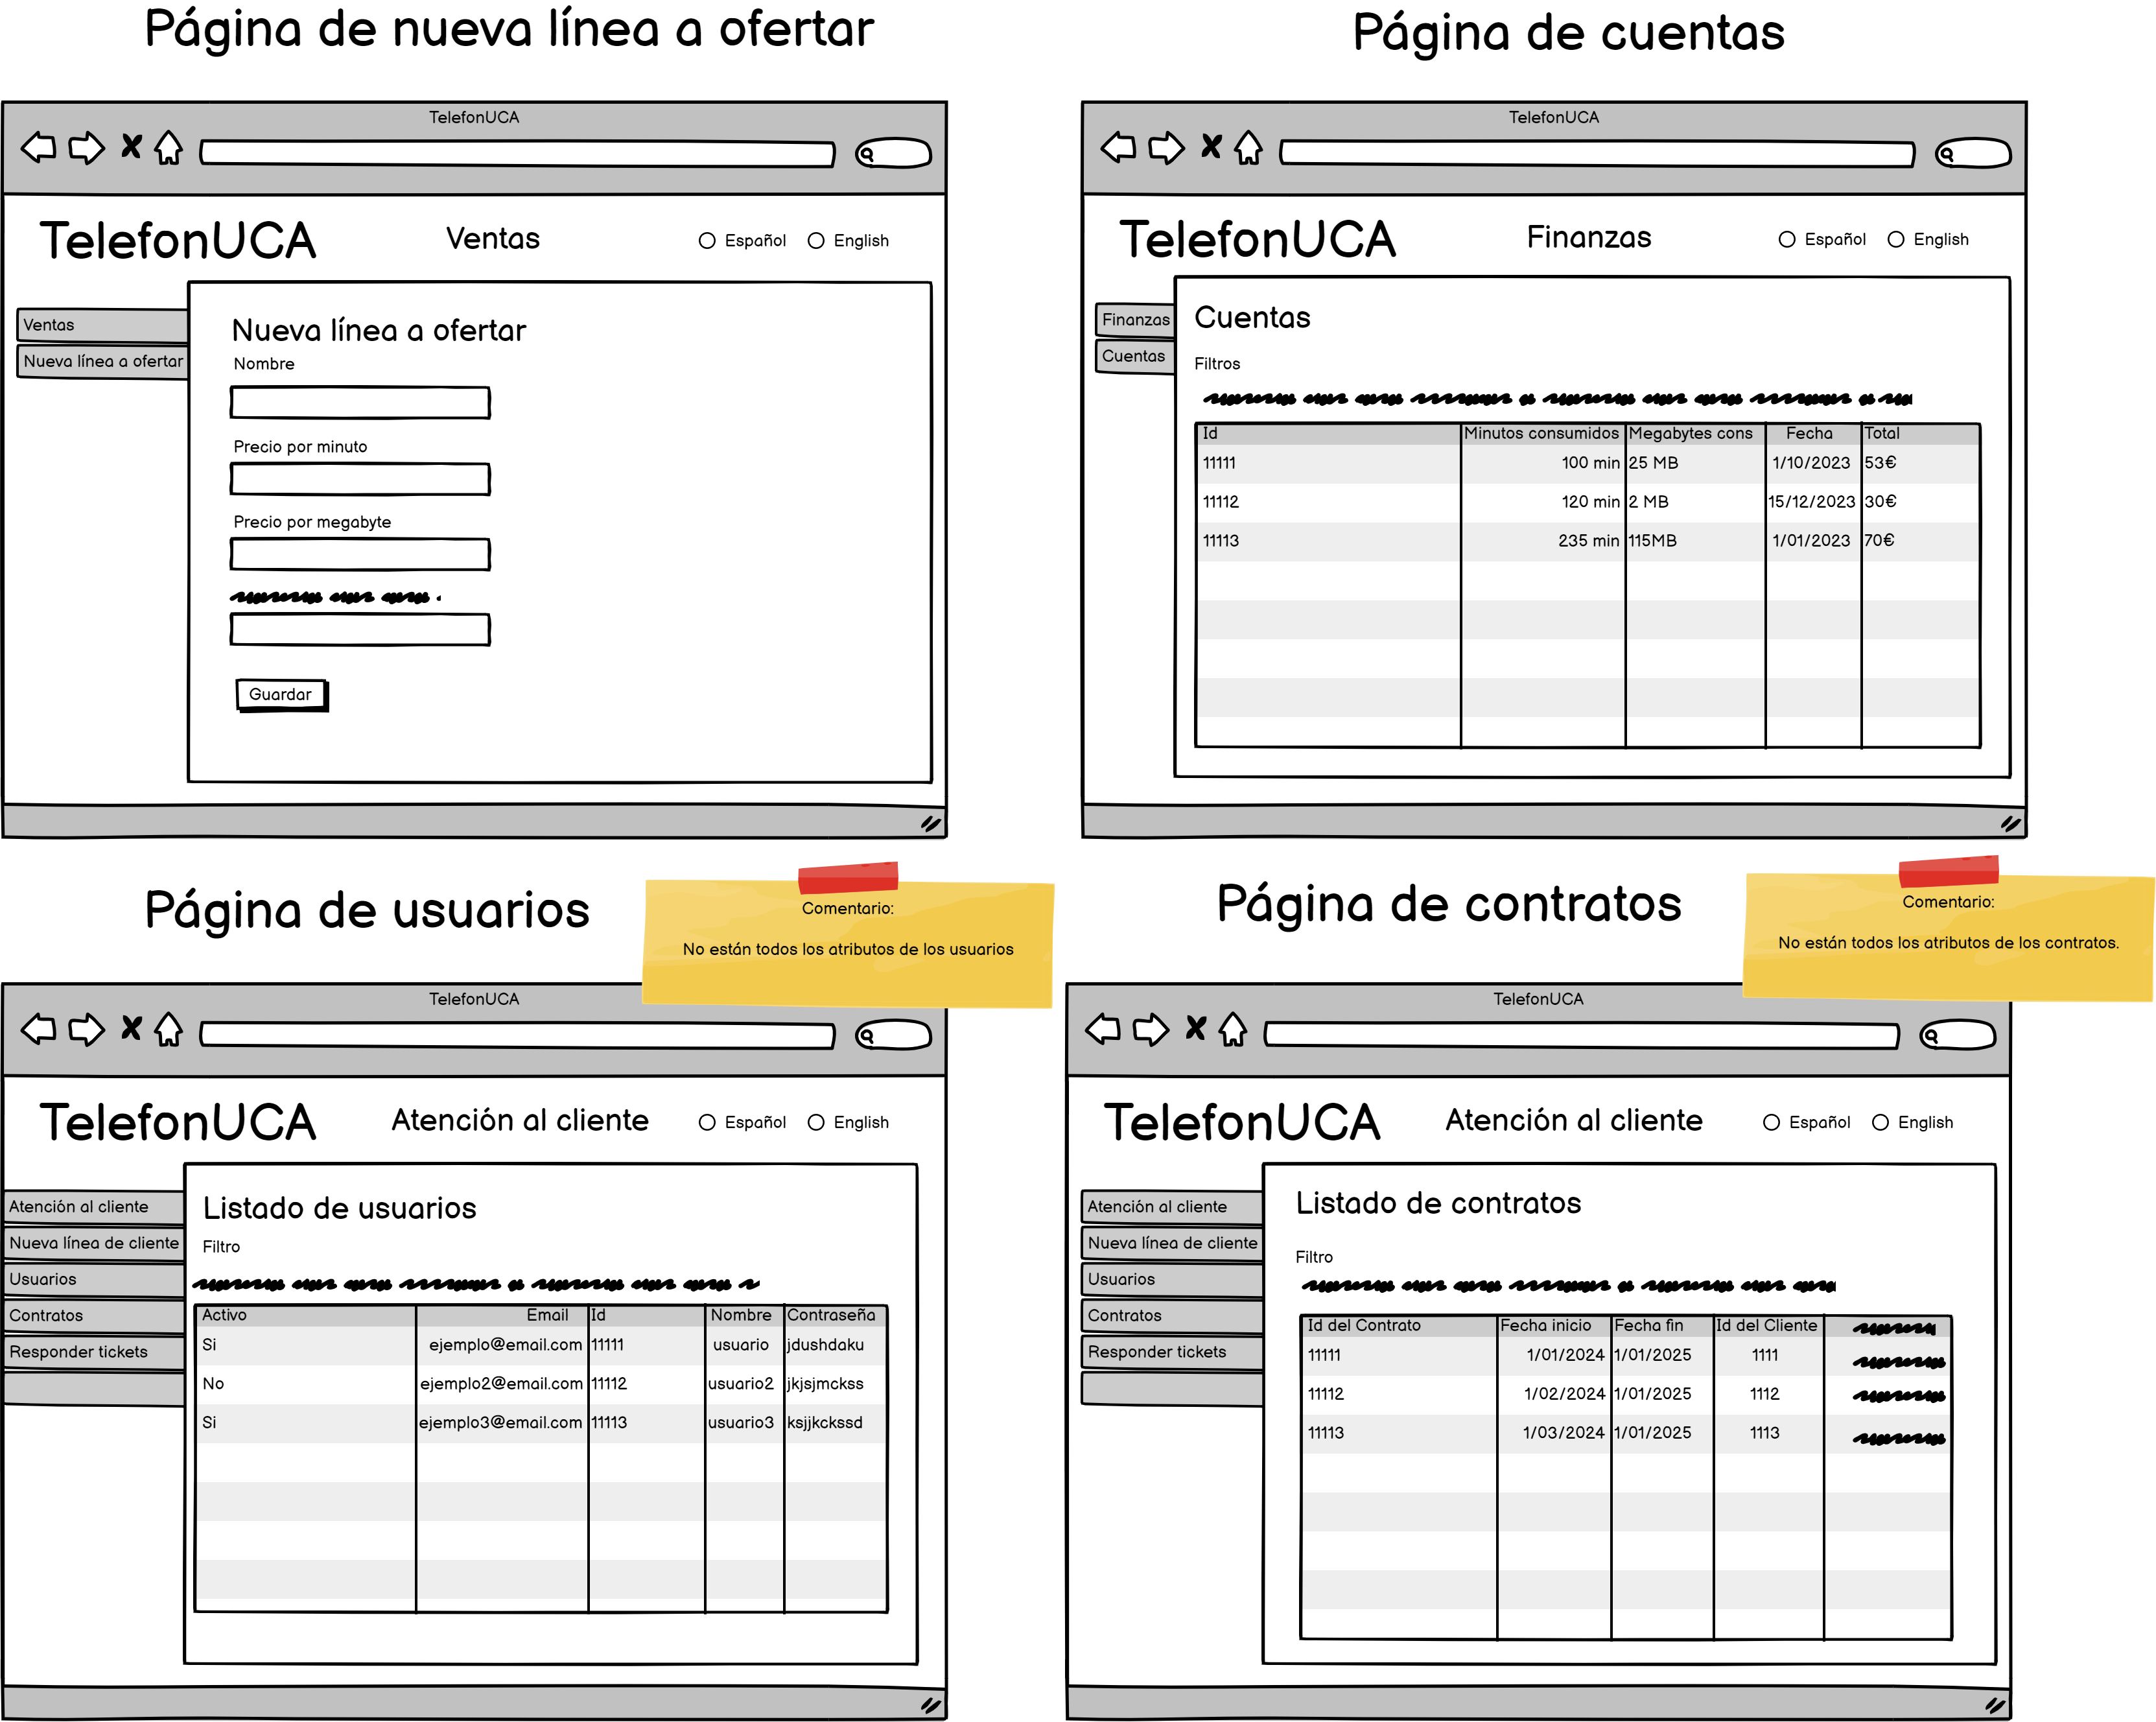 Página de nueva línea a ofertar
TelefonUCA
TelefonUCA
Ventas
Español
English
Ventas
Nueva línea a ofertar
Nueva línea a ofertar
Nombre
Precio por minuto
Precio por megabyte
Guardar
Página de cuentas
TelefonUCA
TelefonUCA
Finanzas
Español
English
Finanzas
Cuentas
Cuentas
Filtros
Id Minutos consumidos Megabytes cons Fecha Total
11111 100 min 25 MB 1/10/2023 53€
11112 120 min 2 MB 15/12/2023 30€
11113 235 min 115MB 1/01/2023 70€
Página de usuarios
Comentario:
No están todos los atributos de los usuarios
TelefonUCA
TelefonUCA
Atención al cliente
Español
English
Atención al cliente
Nueva línea de cliente
Usuarios
Contratos
Responder tickets
Listado de usuarios
Filtro
Activo Email Id Nombre Contraseña
Si ejemplo@email.com 11111 usuario jdushdaku
No ejemplo2@email.com 11112 usuario2 jkjsjmckss
Si ejemplo3@email.com 11113 usuario3 ksjjkckssd
Página de contratos
Comentario:
No están todos los atributos de los contratos.
TelefonUCA
TelefonUCA
Atención al cliente
Español
English
Atención al cliente
Nueva línea de cliente
Usuarios
Contratos
Responder tickets
Listado de contratos
Filtro
Id del Contrato Fecha inicio Fecha fin Id del Cliente
11111 1/01/2024 1/01/2025 1111
11112 1/02/2024 1/01/2025 1112
11113 1/03/2024 1/01/2025 1113